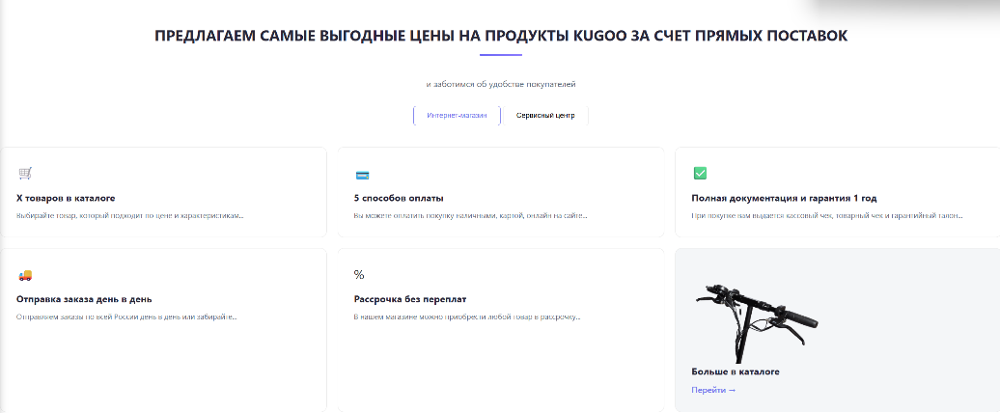 ПРЕДЛАГАЕМ САМЫЕ ВЫГОДНЫЕ ЦЕНЫ НА ПРОДУКТЫ KUGOO ЗА СЧЕТ ПРЯМЫХ ПОСТАВОК
и заботимся об удобстве покупателей
Интернет-магазин
Сервисный центр
X товаров в каталоге
Выбирайте товар, который подходит по цене и характеристикам...
5 способов оплаты
Вы можете оплатить покупку наличными, картой, онлайн на сайте...
Полная документация и гарантия 1 год
При покупке вам выдается кассовый чек, товарный чек и гарантийный талон...
Отправка заказа день в день
Отправляем заказы по всей России день в день или забирайте...
%
Рассрочка без переплат
В нашем магазине можно приобрести любой товар в рассрочку...
Больше в каталоге
Перейти →